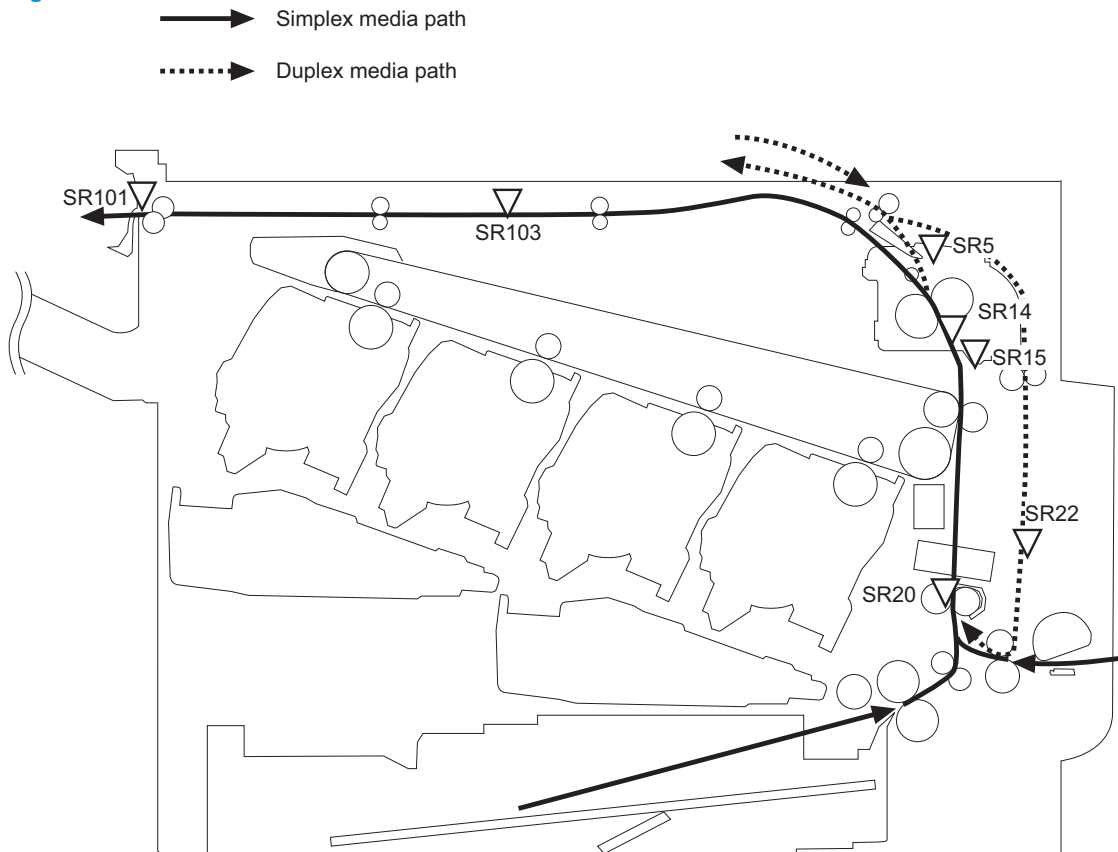 Simplex media path
Duplex media path
SR101
SR103
SR5
SR14
SR15
SR22
SR20